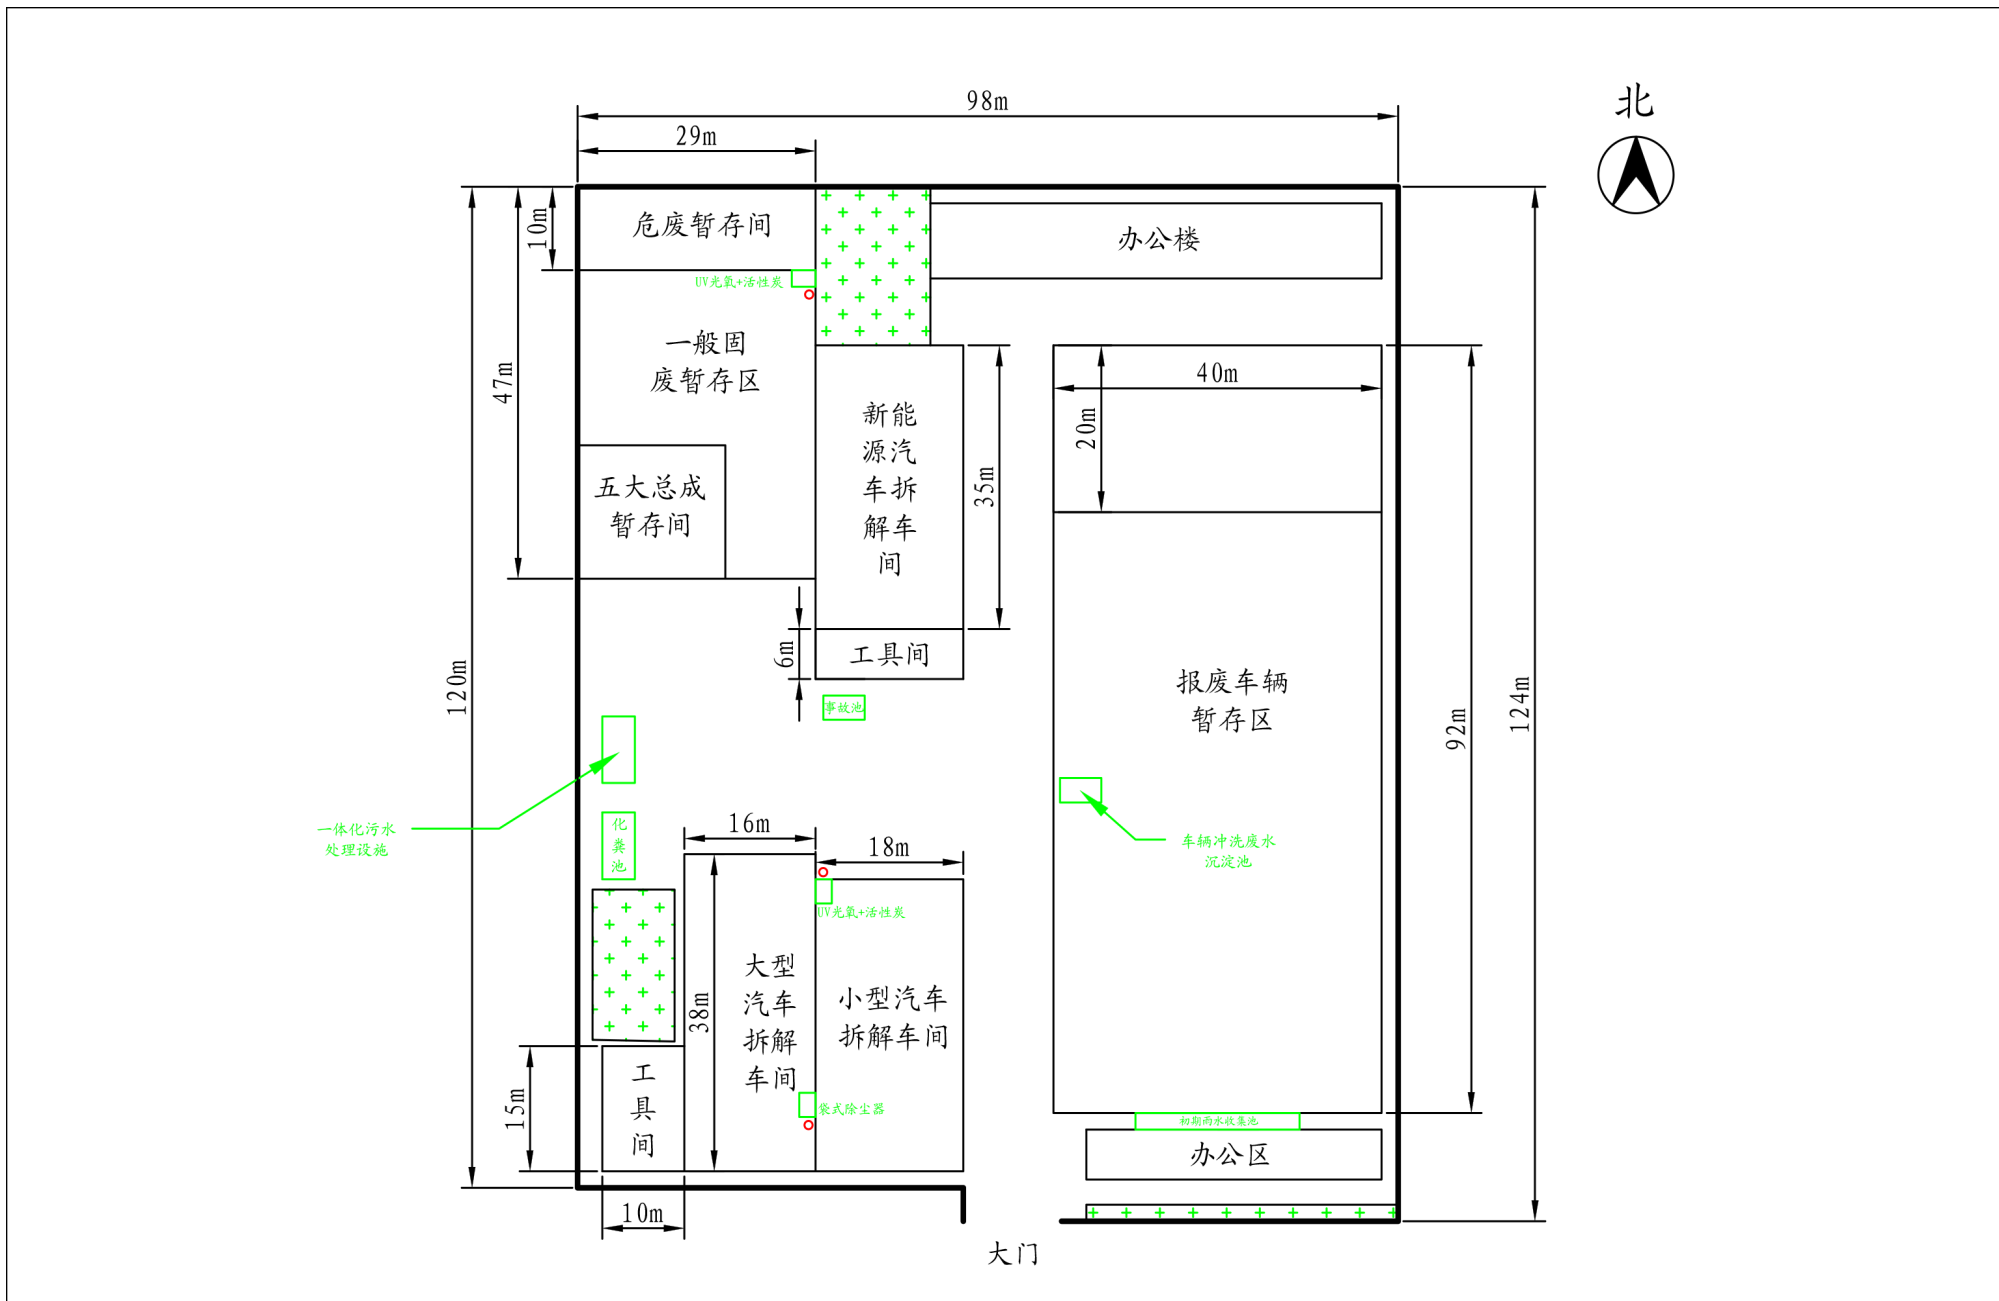 98m
北
29m
10m
危废暂存间
办公楼
UV光氧+活性炭
一般固
废暂存区
47m
40m
20m
新能
源汽
车拆
解车
间
35m
五大总成
暂存间
6m
工具间
120m
事故池
报废车辆
暂存区
92m
124m
一体化污水
处理设施
化
粪
池
16m
18m
车辆冲洗废水
沉淀池
UV光氧+活性炭
大型
汽车
拆解
车间
38m
小型汽车
拆解车间
15m
工
具
间
袋式除尘器
初期雨水收集池
办公区
10m
大门